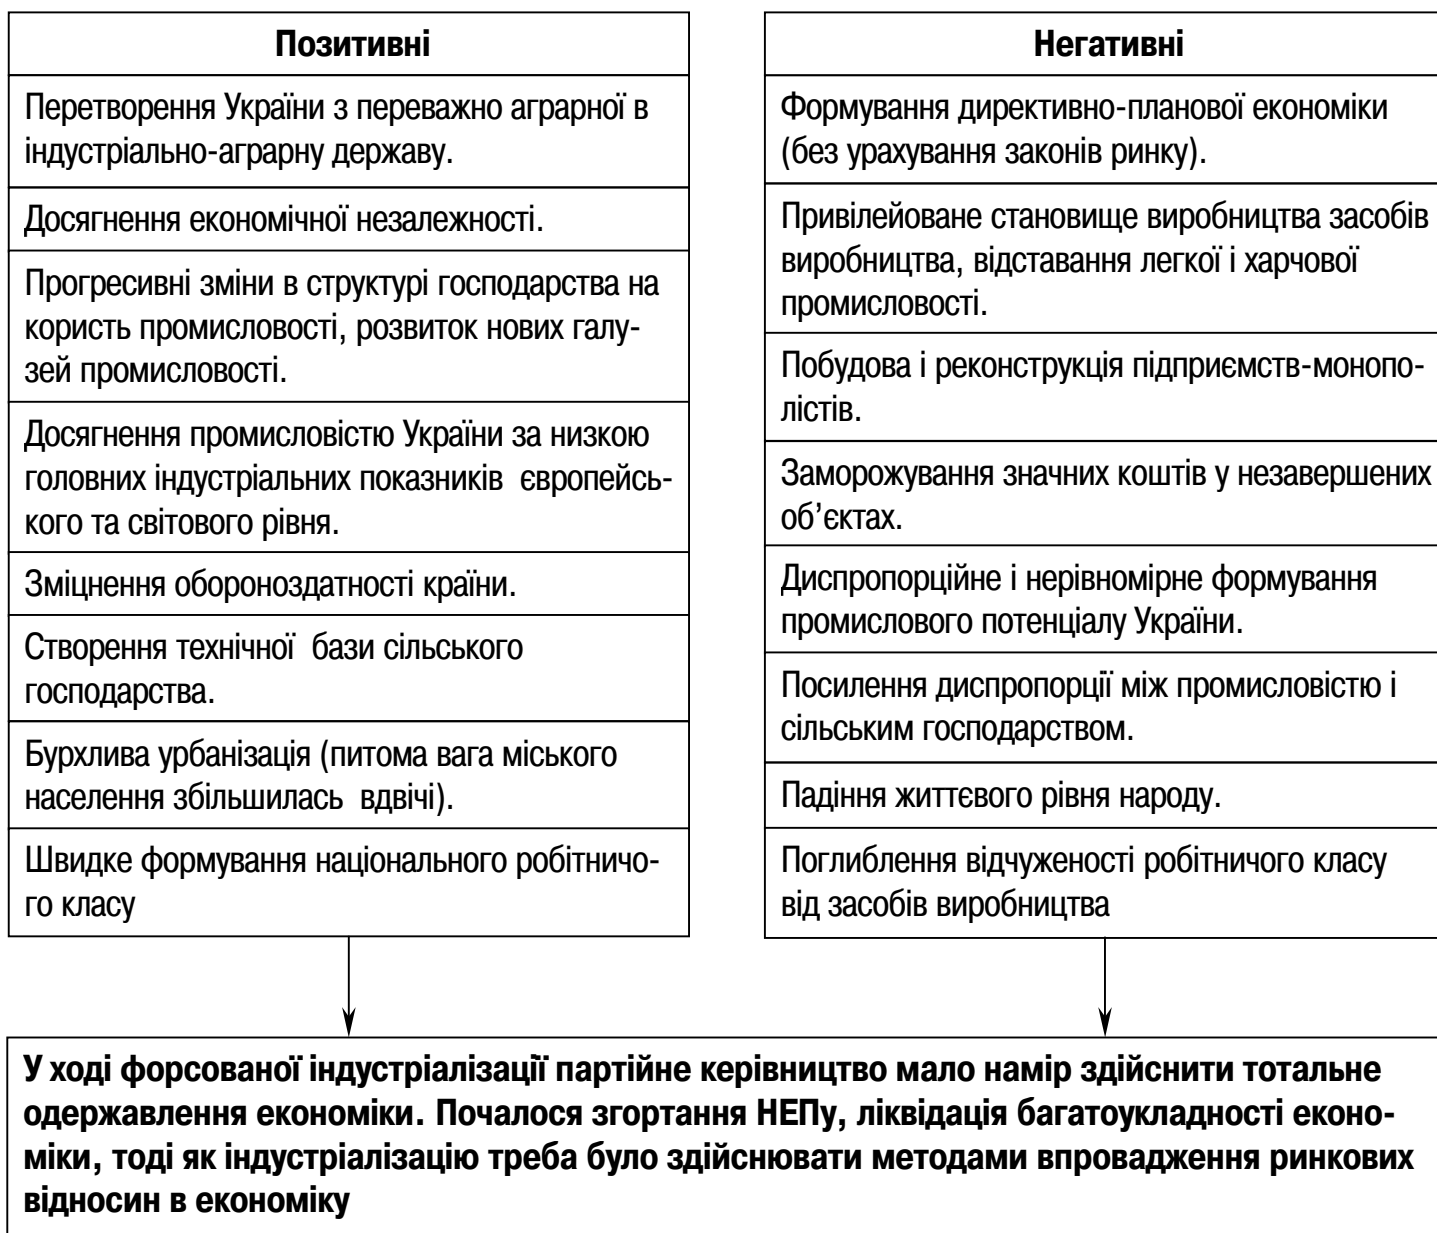 Позитивні
Перетворення України з переважно аграрної в
індустріально-аграрну державу.
Досягнення економічної незалежності.
Прогресивні зміни в структурі господарства на
користь промисловості, розвиток нових галу-
зей промисловості.
Досягнення промисловістю України за низкою
головних індустріальних показників європейсь-
кого та світового рівня.
Зміцнення обороноздатності країни.
Створення технічної бази сільського
господарства.
Бурхлива урбанізація (питома вага міського
населення збільшилась вдвічі).
Швидке формування національного робітничо-
го класу
Негативні
Формування директивно-планової економіки
(без урахування законів ринку).
Привілейоване становище виробництва засобів
виробництва, відставання легкої і харчової
промисловості.
Побудова і реконструкція підприємств-монопо-
лістів.
Заморожування значних коштів у незавершених
об’єктах.
Диспропорційне і нерівномірне формування
промислового потенціалу України.
Посилення диспропорції між промисловістю і
сільським господарством.
Падіння життєвого рівня народу.
Поглиблення відчуженості робітничого класу
від засобів виробництва
У ході форсованої індустріалізації партійне керівництво мало намір здійснити тотальне
одержавлення економіки. Почалося згортання НЕПу, ліквідація багатоукладності еконо-
міки, тоді як індустріалізацію треба було здійснювати методами впровадження ринкових
відносин в економіку